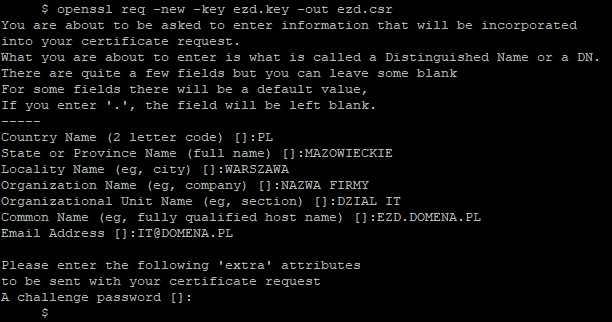 $ openssl req -new -key ezd.key -out ezd.csr
You are about to be asked to enter information that will be incorporated
into your certificate request.
What you are about to enter is what is called a Distinguished Name or a DN.
There are quite a few fields but you can leave some blank
For some fields there will be a default value,
If you enter '.', the field will be left blank.
-----
Country Name (2 letter code) []:PL
State or Province Name (full name) []:MAZOWIECKIE
Locality Name (eg, city) []:WARSZAWA
Organization Name (eg, company) []:NAZWA FIRMY
Organizational Unit Name (eg, section) []:DZIAL IT
Common Name (eg, fully qualified host name) []:EZD.DOMENA.PL
Email Address []:IT@DOMENA.PL
Please enter the following 'extra' attributes
to be sent with your certificate request
A challenge password []:
$